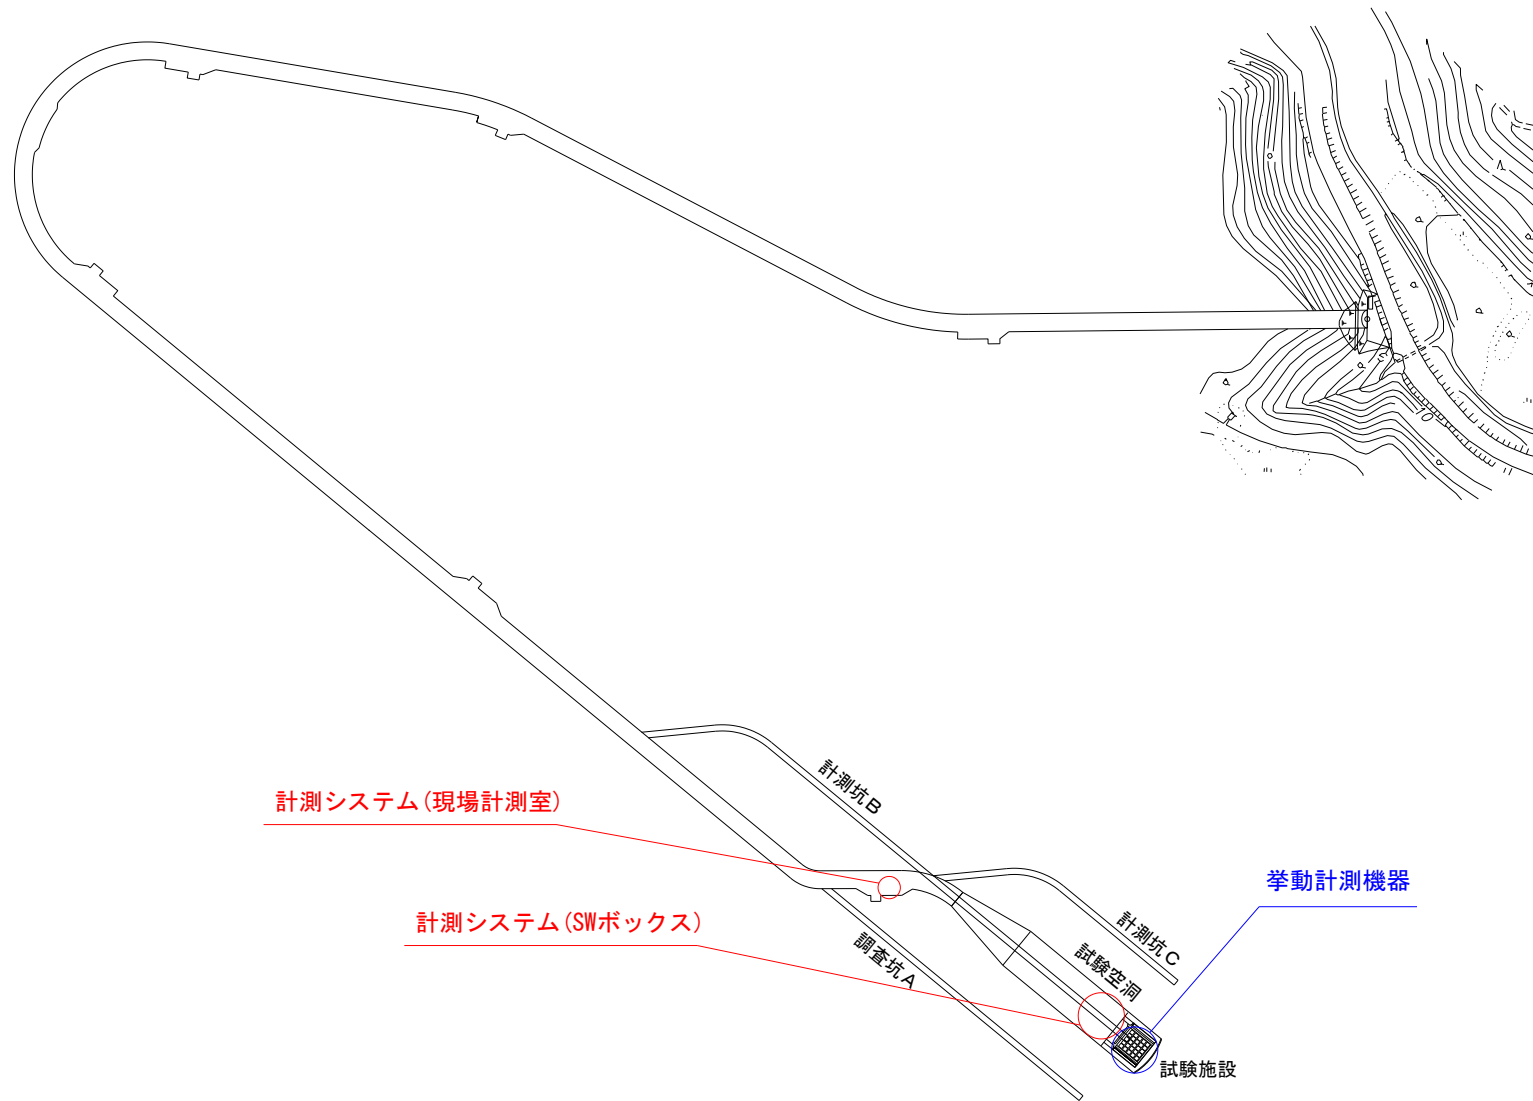 10
計測坑B
計測システム(現場計測室)
挙動計測機器
計測システム(SWボックス)
計測坑C
調査坑A
試験空洞
試験施設